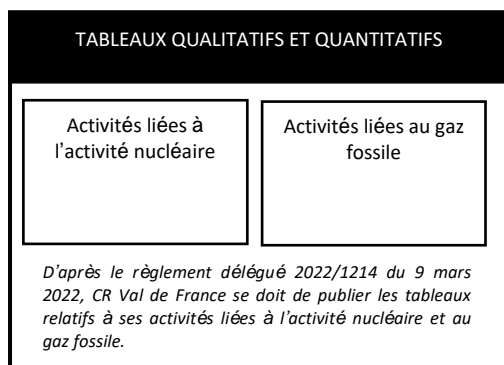 TABLEAUX QUALITATIFS ET QUANTITATIFS
Activités liées à
l'activité nucléaire
Activités liées au gaz
fossile
D'après le règlement délégué 2022/1214 du 9 mars
2022, CR Val de France se doit de publier les tableaux
relatifs à ses activités liées à l'activité nucléaire et au
gaz fossile.